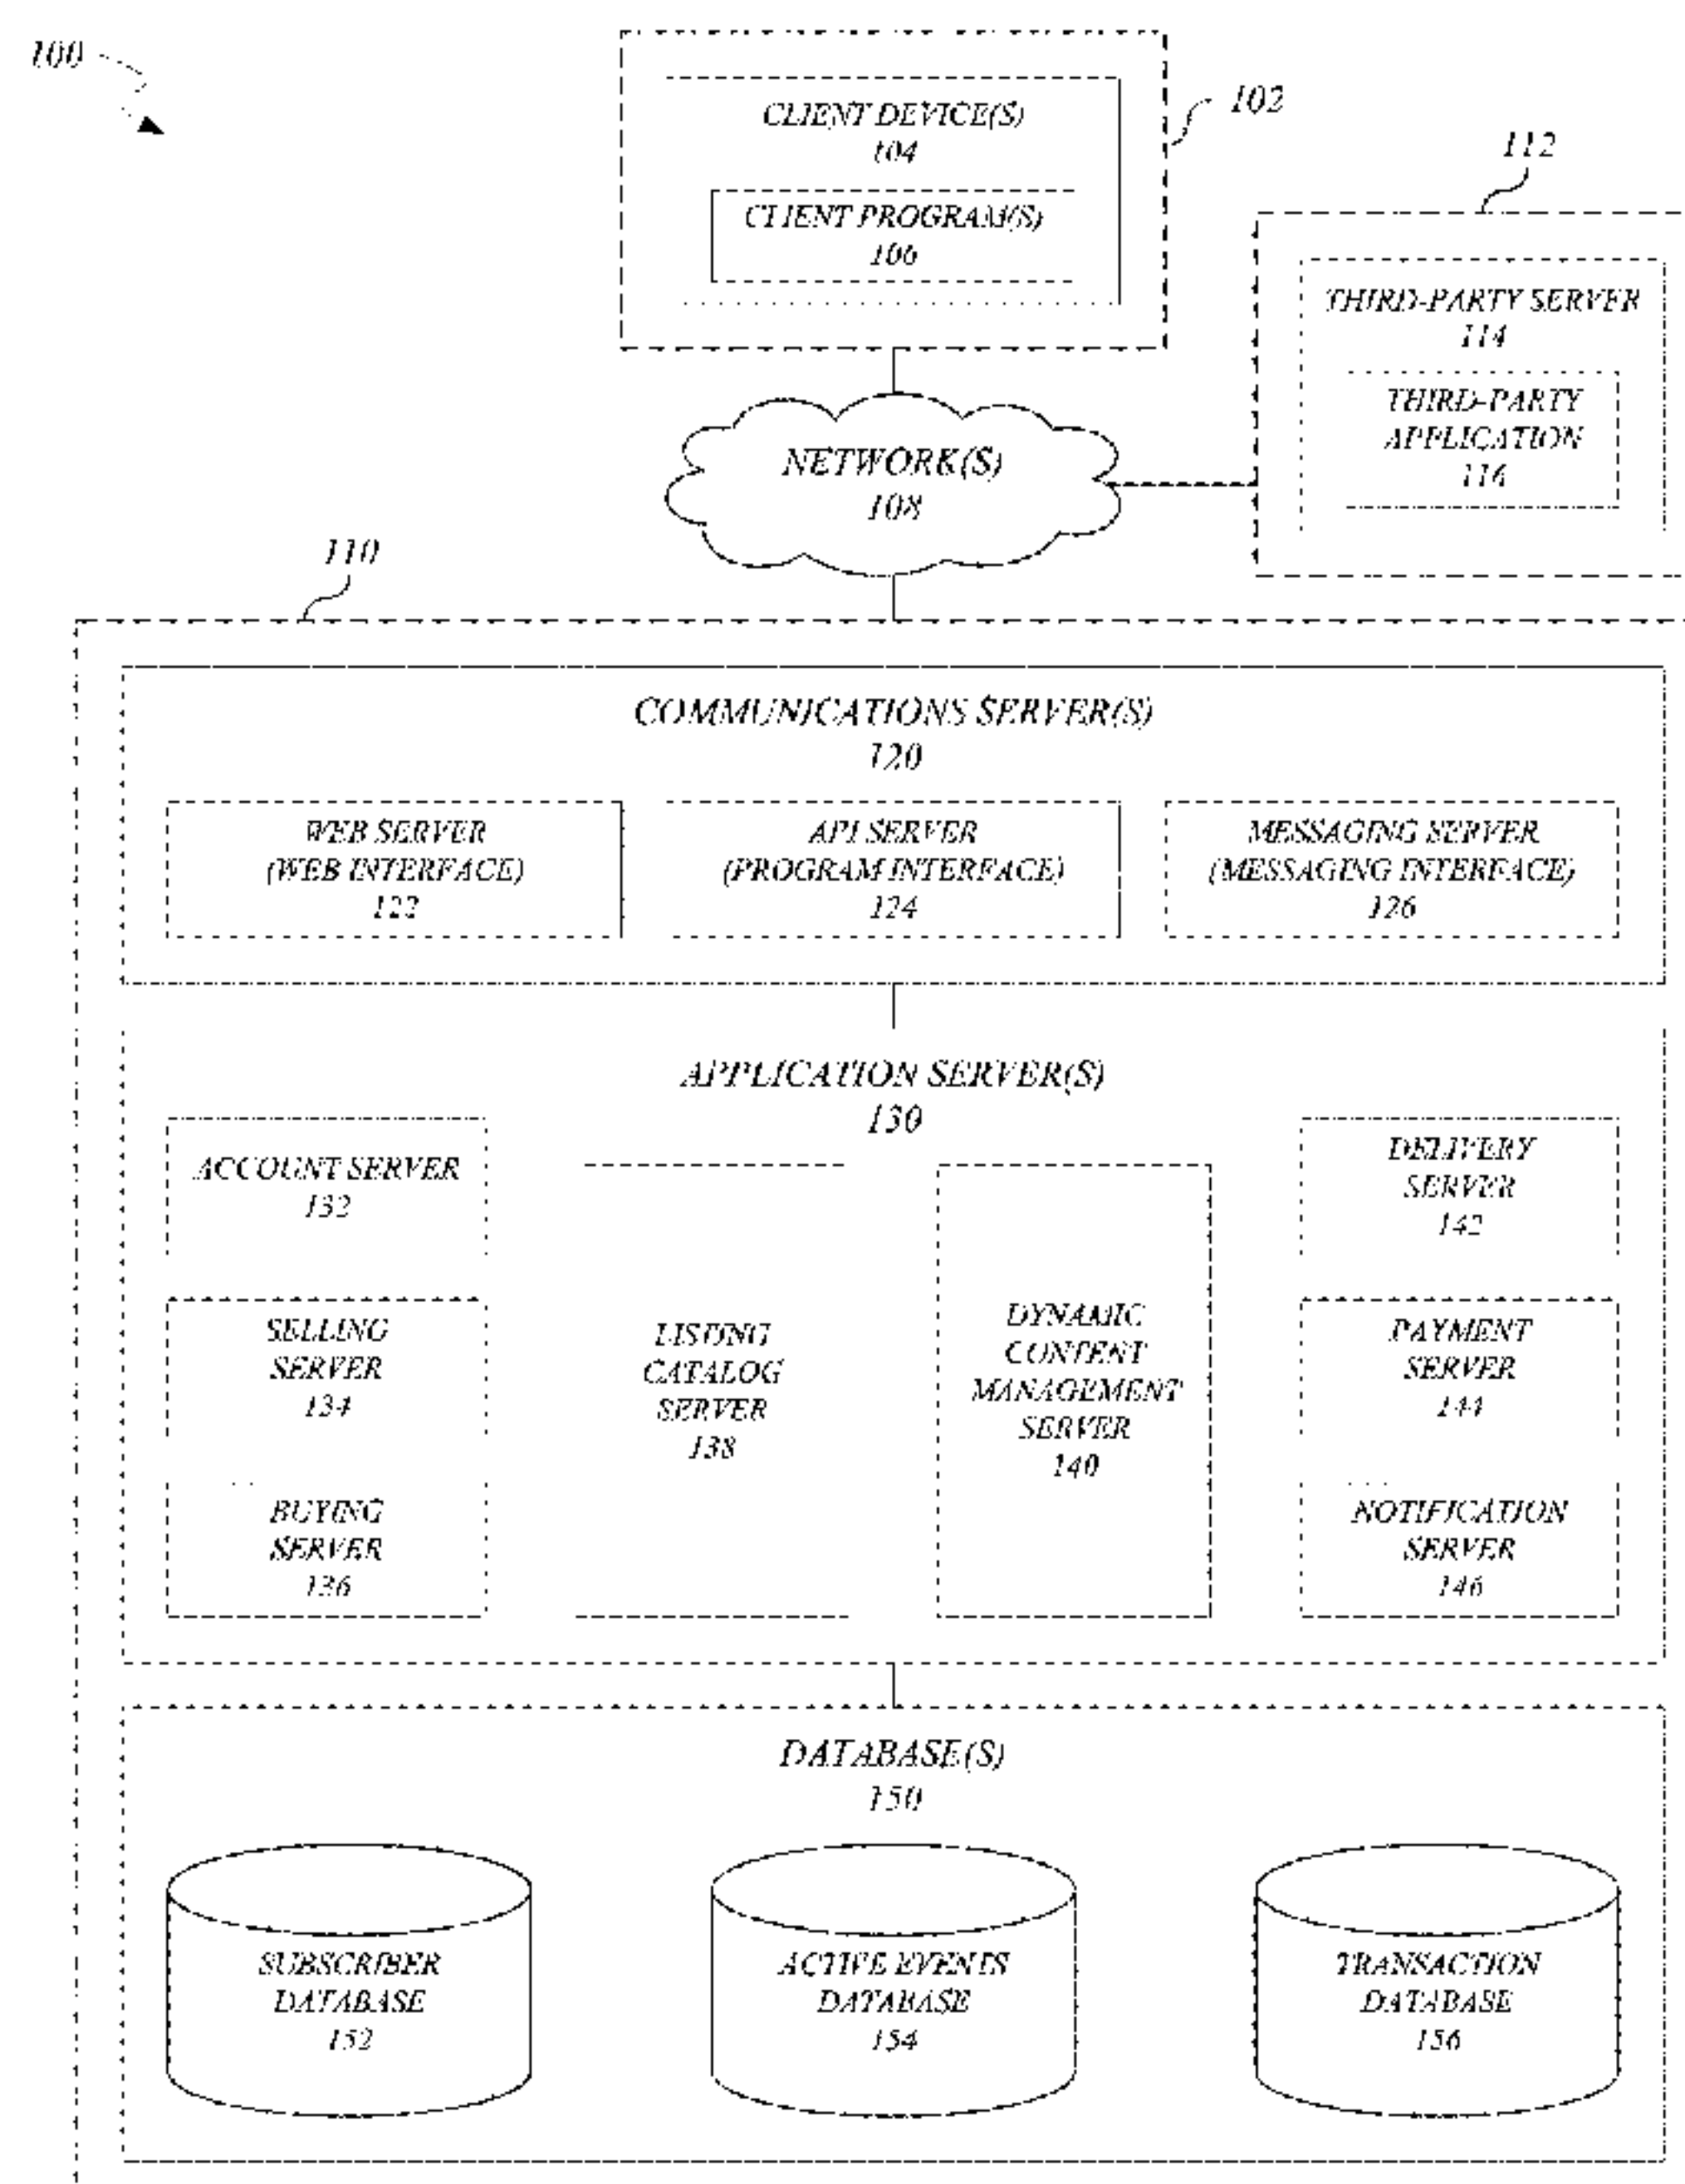 100
102
CLIENT DEVICE(S)
104
CLIENT PROGRAM(S)
106
112
THIRD-PARTY SERVER
114
THIRD-PARTY
APPLICATION
116
NETWORK(S)
108
110
COMMUNICATIONS SERVER(S)
120
WEB SERVER
(WEB INTERFACE)
122
API SERVER
(PROGRAM INTERFACE)
124
MESSAGING SERVER
(MESSAGING INTERFACE)
126
APPLICATION SERVER(S)
130
ACCOUNT SERVER
132
SELLING
SERVER
134
BUYING
SERVER
136
LISTING
CATALOG
SERVER
138
DYNAMIC
CONTENT
MANAGEMENT
SERVER
140
DELIVERY
SERVER
142
PAYMENT
SERVER
144
NOTIFICATION
SERVER
146
DATABASE(S)
150
SUBSCRIBER
DATABASE
152
ACTIVE EVENTS
DATABASE
154
TRANSACTION
DATABASE
156